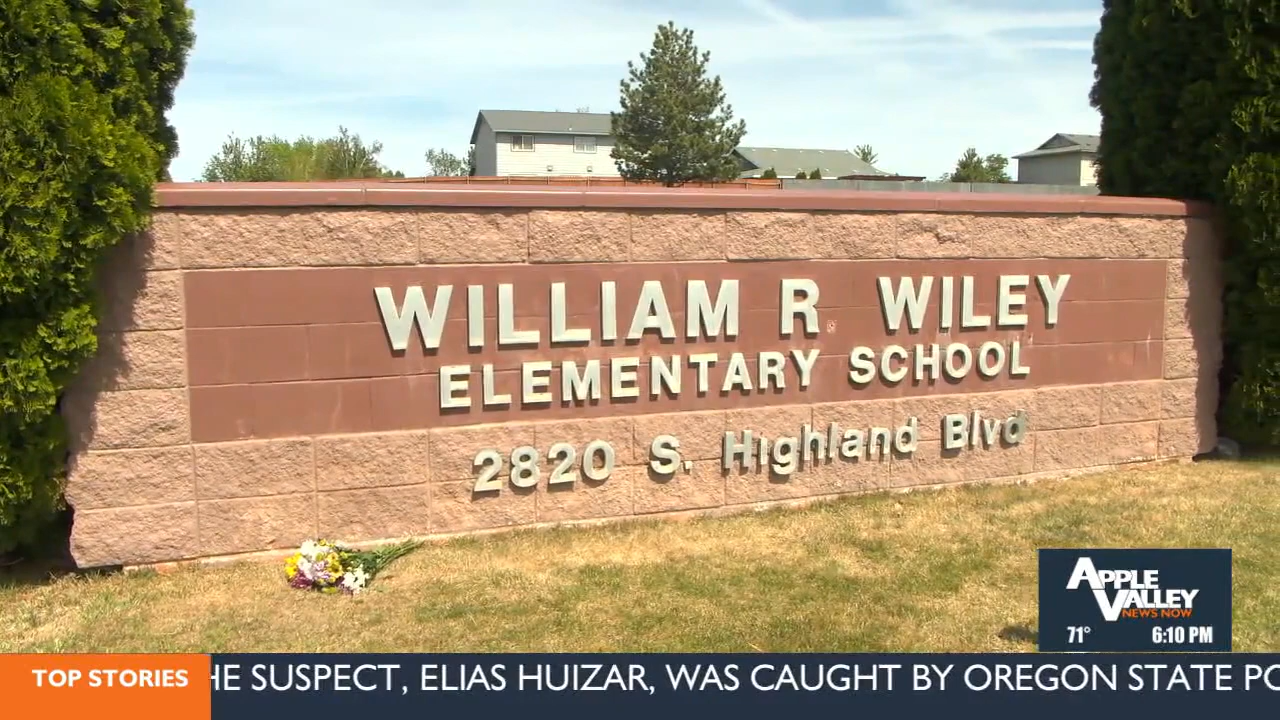 WILLIAM R. WILEY
ELEMENTARY SCHOOL
2820 S. Highland Blvd
APPLE
VALLEY
NEWS NOW
71° 6:10 PM
TOP STORIES HE SUSPECT, ELIAS HUIZAR, WAS CAUGHT BY OREGON STATE PO